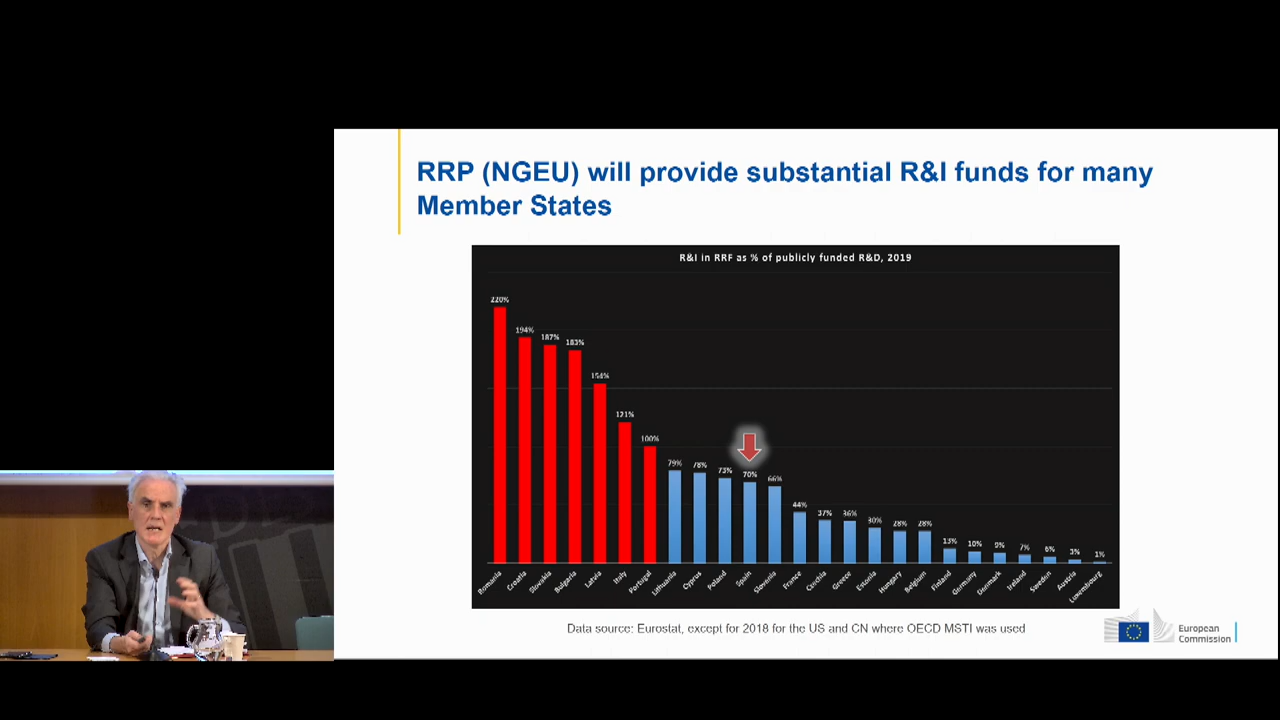 RRP (NGEU) will provide substantial R&I funds for many
Member States
R&I in RRF as % of publicly funded R&D, 2019
220%
194%
187%
183%
154%
121%
100%
79%
78%
73%
70%
66%
44%
37%
36%
30%
28%
28%
13%
10%
9%
7%
6%
3%
1%
Romania
Croatia
Slovakia
Bulgaria
Latvia
Italy
Portugal
Lithuania
Cyprus
Poland
Spain
Slovenia
France
Czechia
Greece
Estonia
Hungary
Belgium
Finland
Germany
Denmark
Ireland
Sweden
Austria
Luxembourg
Data source: Eurostat, except for 2018 for the US and CN where OECD MSTI was used
European
Commission